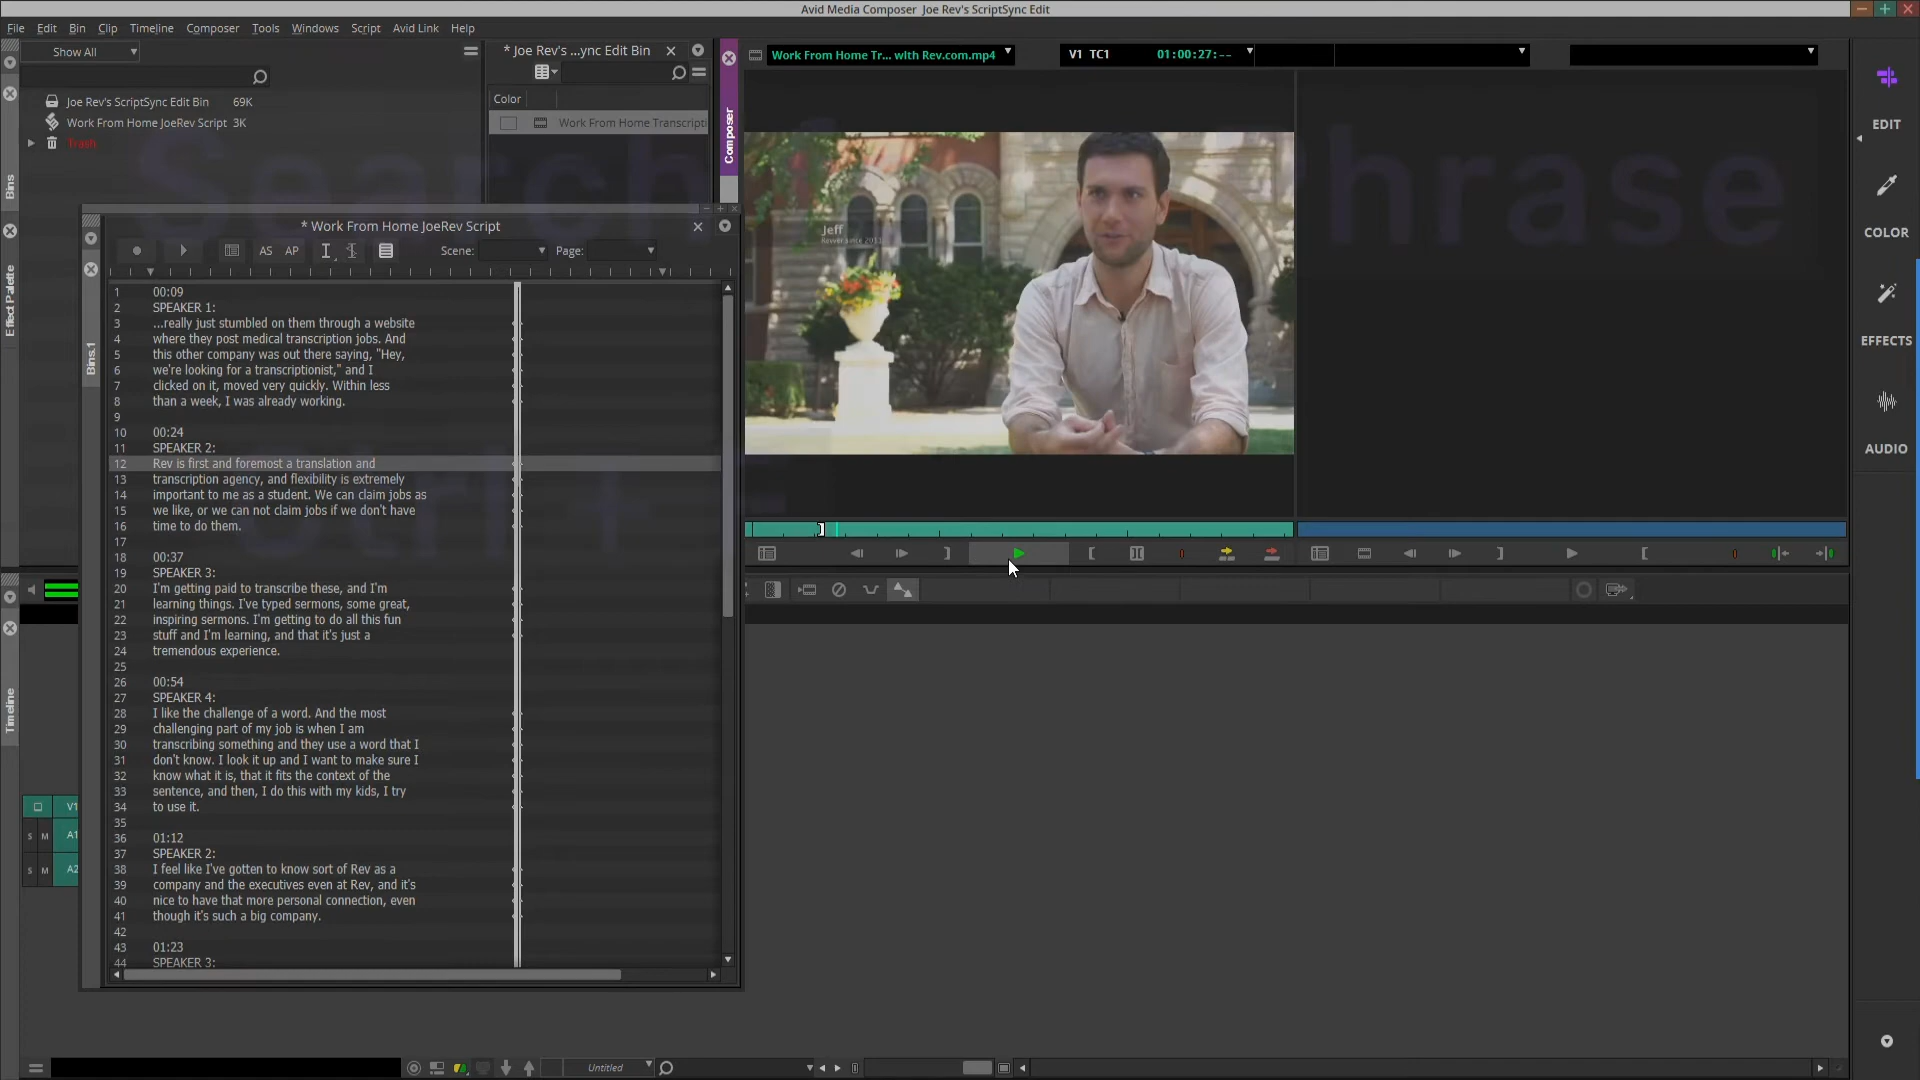 Avid Media Composer Joe Rev's ScriptSync Edit
File Edit Bin Clip Timeline Composer Tools Windows Script Avid Link Help
Show All
* Joe Rev's ...ync Edit Bin
Work From Home Tr... with Rev.com.mp4
V1 TC1 01:00:27:--
Color
Joe Rev's ScriptSync Edit Bin 69K
Work From Home JoeRev Script 3K
Trash
Work From Home Transcripti
Bins
Composer
Search
Phrase
Ctrl +
Effect Palette
Bins.1
Timeline
* Work From Home JoeRev Script
AS AP Scene: Page:
1 00:09
2 SPEAKER 1:
3 ...really just stumbled on them through a website
4 where they post medical transcription jobs. And
5 this other company was out there saying, "Hey,
6 we're looking for a transcriptionist," and I
7 clicked on it, moved very quickly. Within less
8 than a week, I was already working.
9
10 00:24
11 SPEAKER 2:
12 Rev is first and foremost a translation and
13 transcription agency, and flexibility is extremely
14 important to me as a student. We can claim jobs as
15 we like, or we can not claim jobs if we don't have
16 time to do them.
17
18 00:37
19 SPEAKER 3:
20 I'm getting paid to transcribe these, and I'm
21 learning things. I've typed sermons, some great,
22 inspiring sermons. I'm getting to do all this fun
23 stuff and I'm learning, and that it's just a
24 tremendous experience.
25
26 00:54
27 SPEAKER 4:
28 I like the challenge of a word. And the most
29 challenging part of my job is when I am
30 transcribing something and they use a word that I
31 don't know. I look it up and I want to make sure I
32 know what it is, that it fits the context of the
33 sentence, and then, I do this with my kids, I try
34 to use it.
35
36 01:12
37 SPEAKER 2:
38 I feel like I've gotten to know sort of Rev as a
39 company and the executives even at Rev, and it's
40 nice to have that more personal connection, even
41 though it's such a big company.
42
43 01:23
44 SPEAKER 3:
Jeff
EDIT
COLOR
EFFECTS
AUDIO
V1
S M A1
S M A2
Untitled